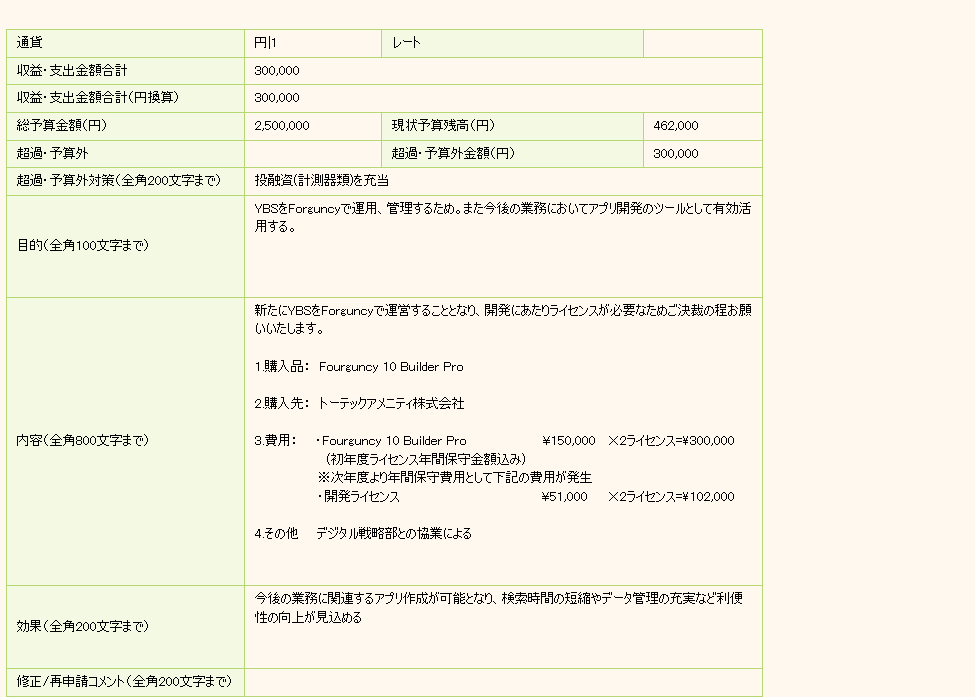 通貨 円|1 レート
収益・支出金額合計 300,000
収益・支出金額合計(円換算) 300,000
総予算金額(円) 2,500,000 現状予算残高(円) 462,000
超過・予算外 超過・予算外金額(円) 300,000
超過・予算外対策(全角200文字まで) 投融資(計測器類)を充当
目的(全角100文字まで)
YBSをForguncyで運用、管理するため。また今後の業務においてアプリ開発のツールとして有効活
用する。
内容(全角800文字まで)
新たにYBSをForguncyで運営することとなり、開発にあたりライセンスが必要なためご決裁の程お願
いいたします。
1.購入品： Fourguncy 10 Builder Pro
2.購入先： トーテックアメニティ株式会社
3.費用： ・Fourguncy 10 Builder Pro ¥150,000 ×2ライセンス=¥300,000
(初年度ライセンス年間保守金額込み)
※次年度より年間保守費用として下記の費用が発生
・開発ライセンス ¥51,000 ×2ライセンス=¥102,000
4.その他 デジタル戦略部との協業による
効果(全角200文字まで)
今後の業務に関連するアプリ作成が可能となり、検索時間の短縮やデータ管理の充実など利便
性の向上が見込める
修正/再申請コメント(全角200文字まで)